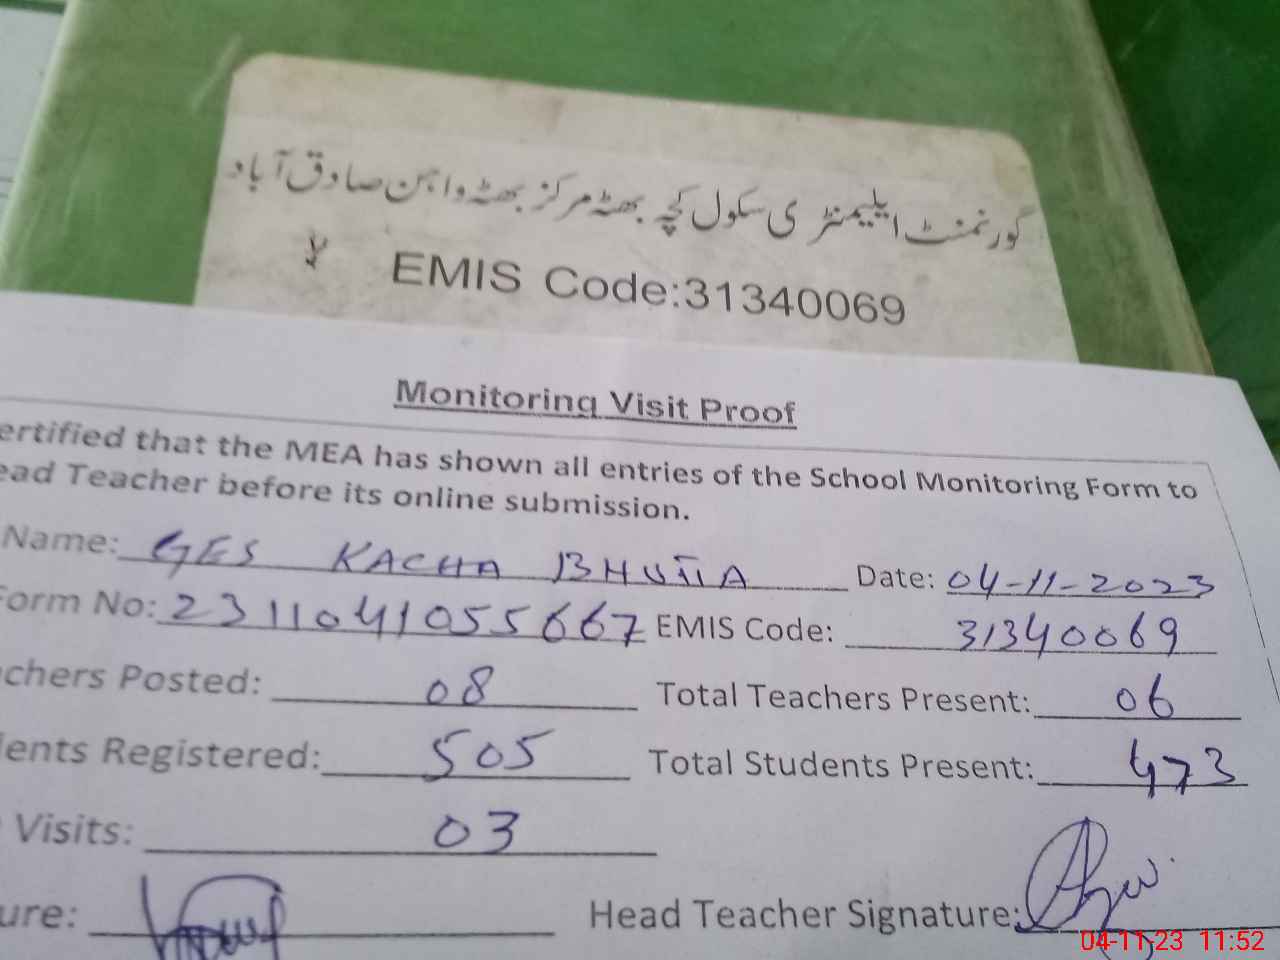 گورنمنٹ ایلیمنٹری سکول کچہ بھٹہ مرکز بھٹہ واہن صادق آباد
EMIS Code:31340069
Monitoring Visit Proof
ertified that the MEA has shown all entries of the School Monitoring Form to
ead Teacher before its online submission.
Name: GES KACHA BHUTTA Date: 04-11-2023
Form No: 2311041055667 EMIS Code: 31340069
chers Posted: 08 Total Teachers Present: 06
dents Registered: 505 Total Students Present: 473
Visits: 03
ure: Head Teacher Signature:
04-11-23 11:52